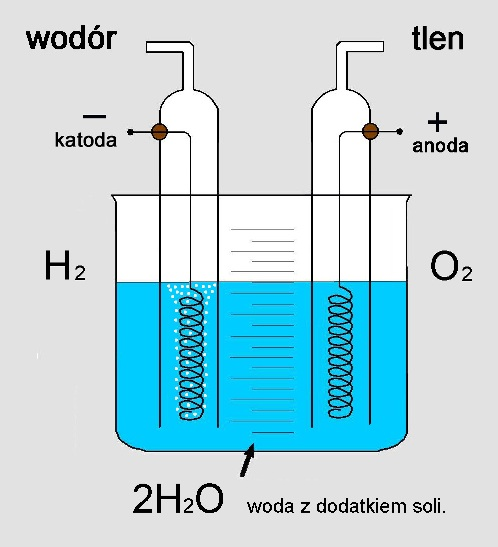 wodór
tlen
−
katoda
+
anoda
H₂
O₂
2H₂O woda z dodatkiem soli.